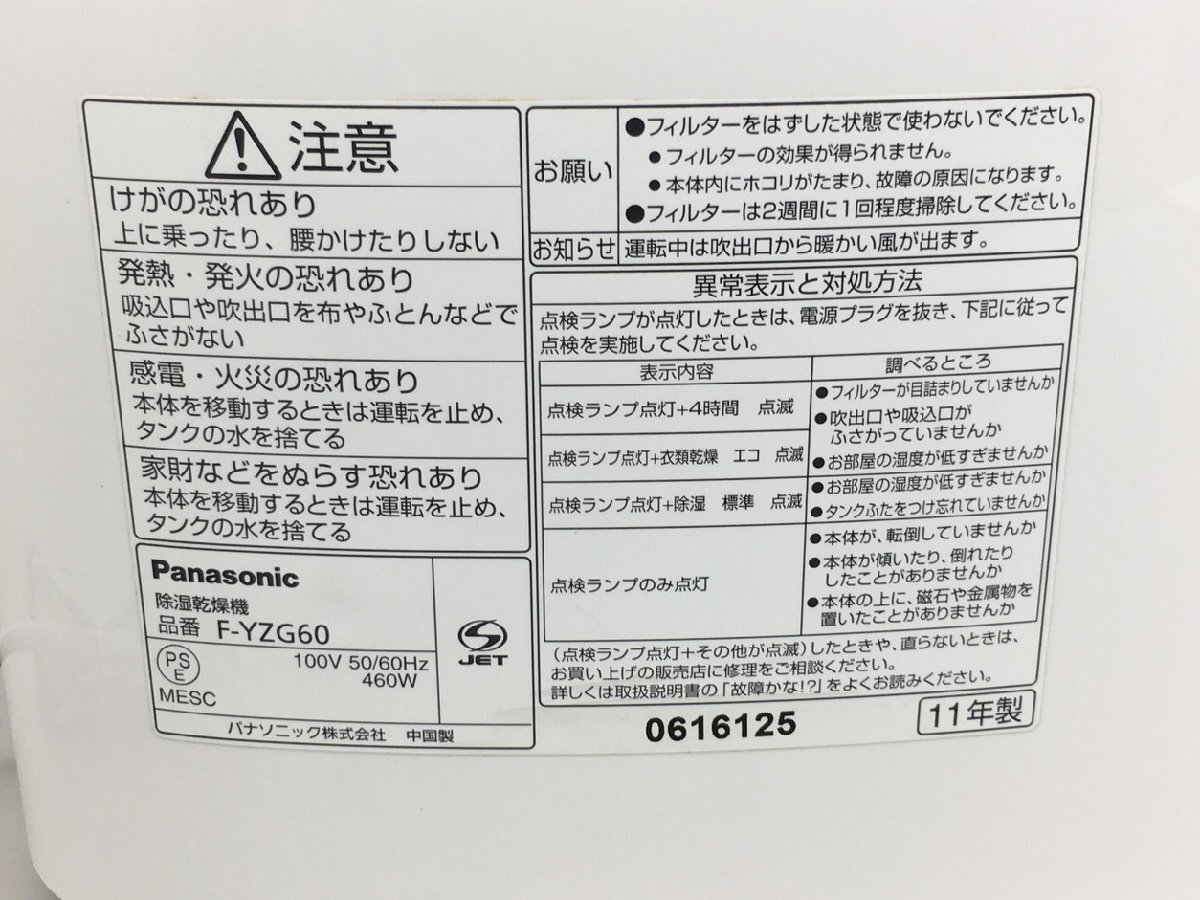 注意
けがの恐れあり
上に乗ったり、腰かけたりしない
発熱・発火の恐れあり
吸込口や吹出口を布やふとんなどで
ふさがない
感電・火災の恐れあり
本体を移動するときは運転を止め、
タンクの水を捨てる
家財などをぬらす恐れあり
本体を移動するときは運転を止め、
タンクの水を捨てる
Panasonic
除湿乾燥機
品番 F-YZG60
PS
E
MESC
100V 50/60Hz
460W
JET
パナソニック株式会社 中国製
お願い
●フィルターをはずした状態で使わないでください。
●フィルターの効果が得られません。
●本体内にホコリがたまり、故障の原因になります。
●フィルターは2週間に1回程度掃除してください。
お知らせ 運転中は吹出口から暖かい風が出ます。
異常表示と対処方法
点検ランプが点灯したときは、電源プラグを抜き、下記に従って
点検を実施してください。
表示内容 調べるところ
点検ランプ点灯+4時間 点滅
点検ランプ点灯+衣類乾燥 エコ 点滅
●フィルターが目詰まりしていませんか
●吹出口や吸込口が
ふさがっていませんか
●お部屋の湿度が低すぎませんか
点検ランプ点灯+除湿 標準 点滅
●お部屋の湿度が低すぎませんか
●タンクふたをつけ忘れていませんか
点検ランプのみ点灯
●本体が、転倒していませんか
●本体が傾いたり、倒れたり
したことがありませんか
●本体の上に、磁石や金属物を
置いたことがありませんか
(点検ランプ点灯+その他が点滅)したときや、直らないときは、
お買い上げの販売店に修理をご相談ください。
詳しくは取扱説明書の「故障かな!?」をよくお読みください。
0616125
11年製